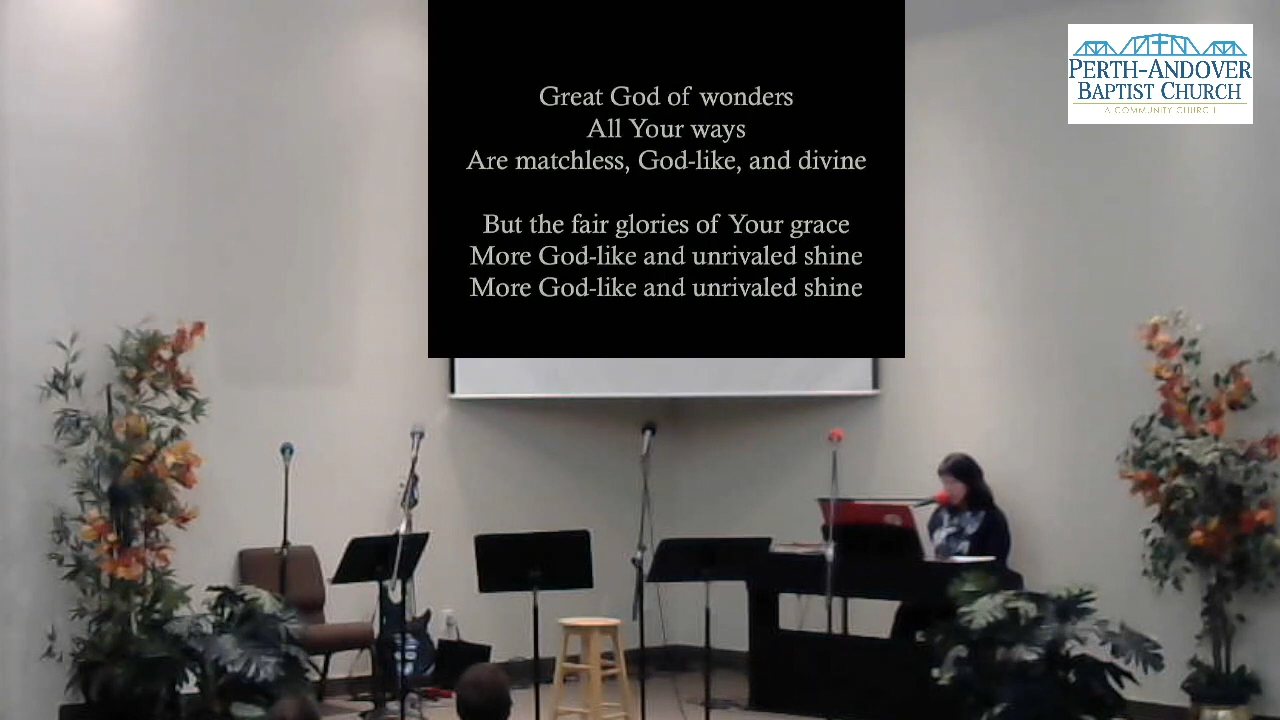 Great God of wonders
All Your ways
Are matchless, God-like, and divine
But the fair glories of Your grace
More God-like and unrivaled shine
More God-like and unrivaled shine
PERTH-ANDOVER
BAPTIST CHURCH
A COMMUNITY CHURCH